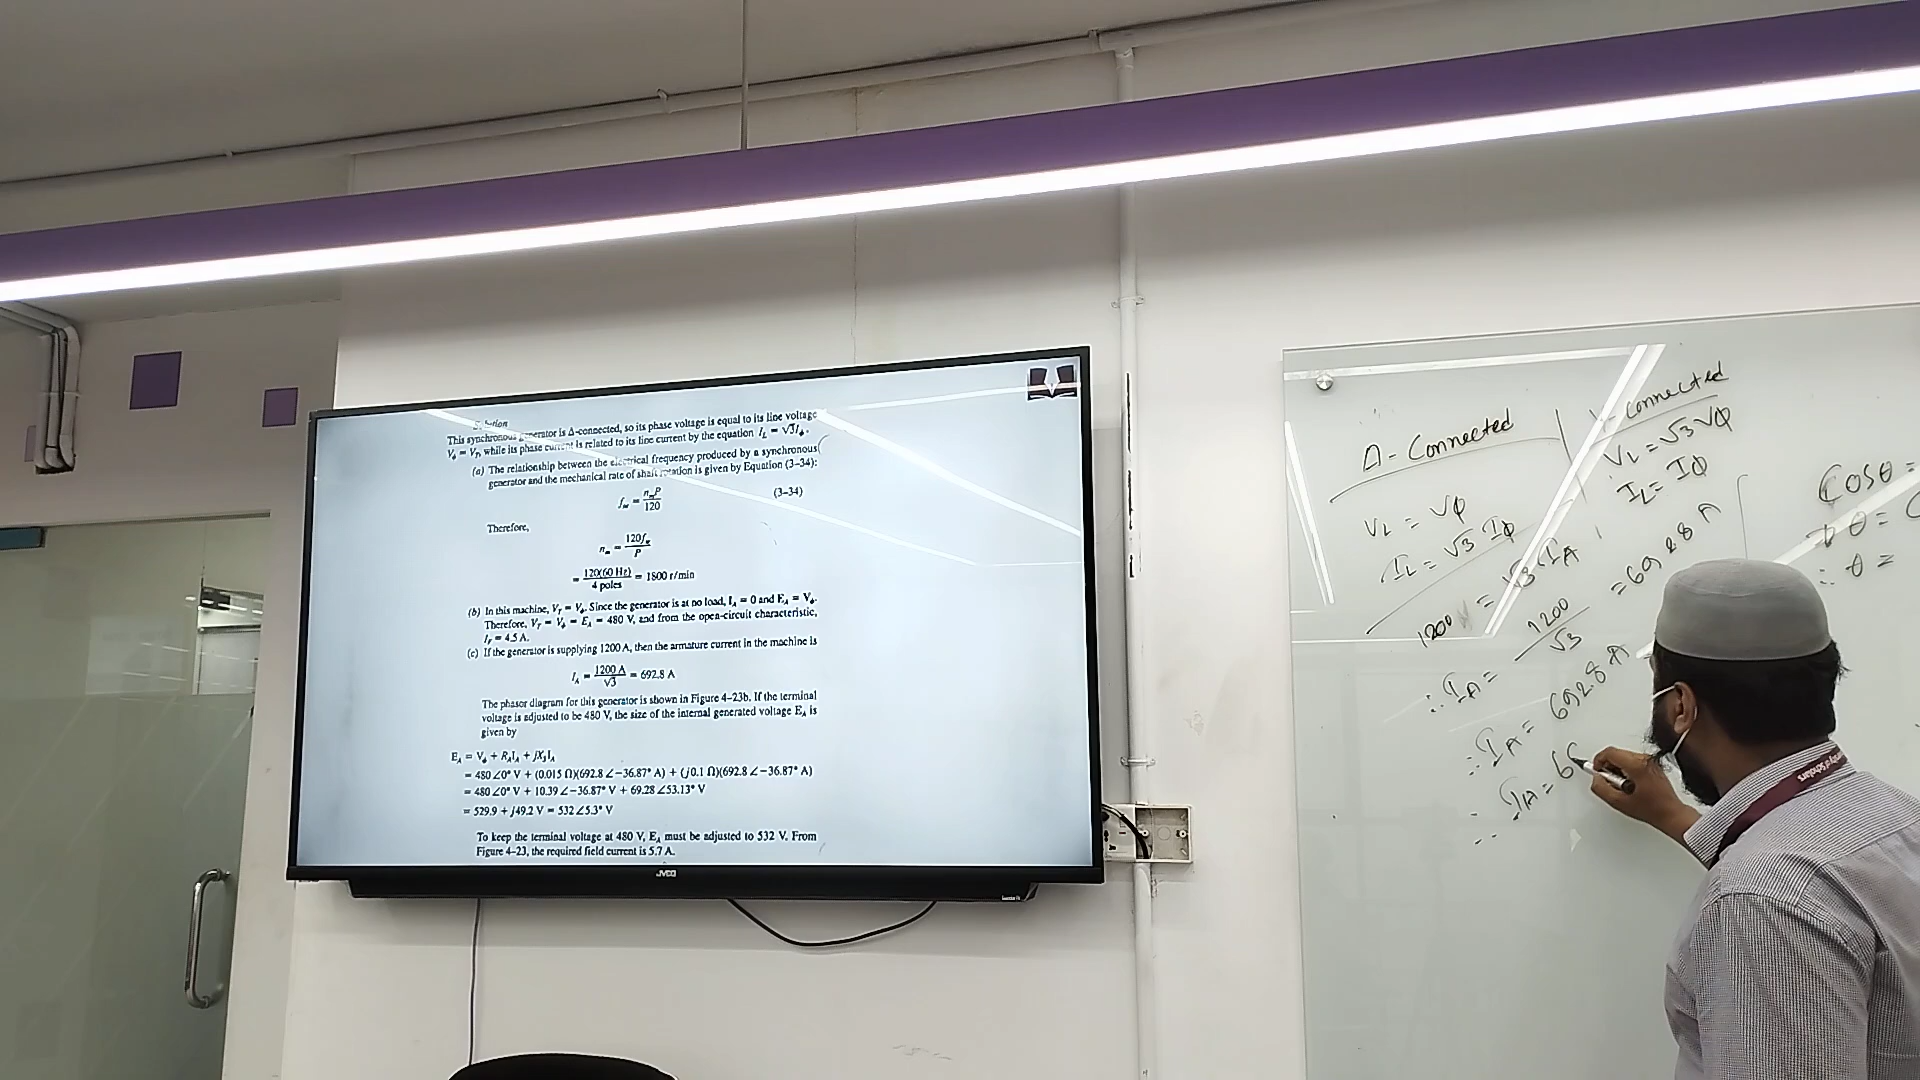 Solution
This synchronous generator is Δ-connected, so its phase voltage is equal to its line voltage
Vφ = VT, while its phase current is related to its line current by the equation IL = √3Iφ.
(a) The relationship between the electrical frequency produced by a synchronous
generator and the mechanical rate of shaft rotation is given by Equation (3–34):
fse = nmP / 120 (3–34)
Therefore,
nm = 120fse / P
= 120(60 Hz) / 4 poles = 1800 r/min
(b) In this machine, VT = Vφ. Since the generator is at no load, IA = 0 and EA = Vφ.
Therefore, VT = Vφ = EA = 480 V, and from the open-circuit characteristic,
IF = 4.5 A.
(c) If the generator is supplying 1200 A, then the armature current in the machine is
IA = 1200 A / √3 = 692.8 A
The phasor diagram for this generator is shown in Figure 4–23b. If the terminal
voltage is adjusted to be 480 V, the size of the internal generated voltage EA is
given by
EA = Vφ + RAIA + jXSIA
= 480 ∠0° V + (0.015 Ω)(692.8 ∠−36.87° A) + (j0.1 Ω)(692.8 ∠−36.87° A)
= 480 ∠0° V + 10.39 ∠−36.87° V + 69.28 ∠53.13° V
= 529.9 + j49.2 V = 532 ∠5.3° V
To keep the terminal voltage at 480 V, EA must be adjusted to 532 V. From
Figure 4–23, the required field current is 5.7 A.
JVCO
Δ - Connected
VL = Vφ
IL = √3 Iφ
1200 = √3 IA
∴ IA = 1200 / √3 = 692.8 A
∴ IA = 692.8 A
∴ IA = 6
Y-connected
VL = √3 Vφ
IL = Iφ
Cosθ =
θ =
∴ θ =